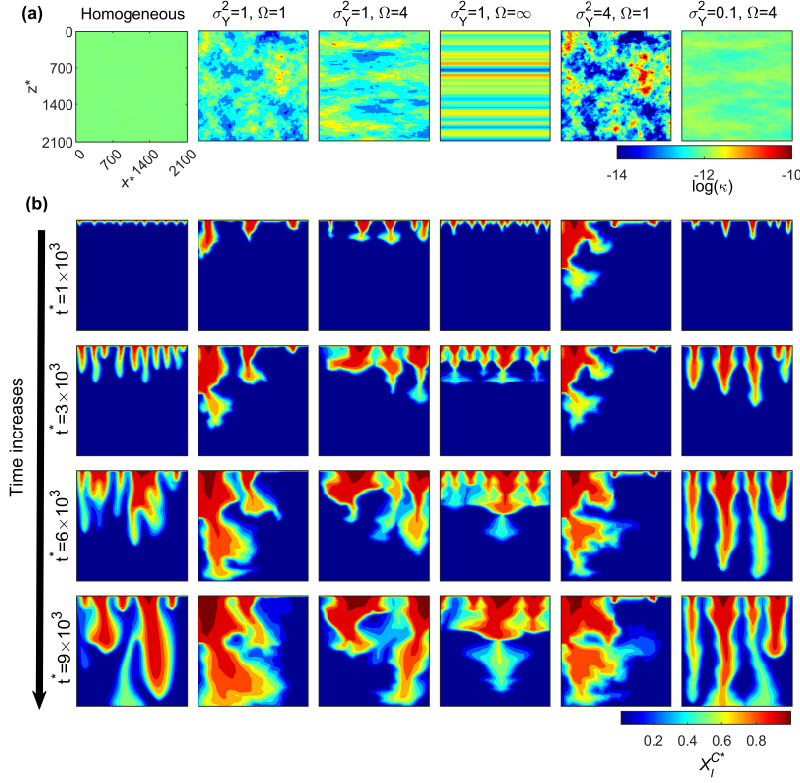 (a)
Homogeneous
σ²_Y=1, Ω=1
σ²_Y=1, Ω=4
σ²_Y=1, Ω=∞
σ²_Y=4, Ω=1
σ²_Y=0.1, Ω=4
z*
0
700
1400
2100
0
700
1400
2100
x*
-14
-12
-10
log(κ)
(b)
Time increases
t*=1×10³
t*=3×10³
t*=6×10³
t*=9×10³
0.2
0.4
0.6
0.8
X_l^{C*}